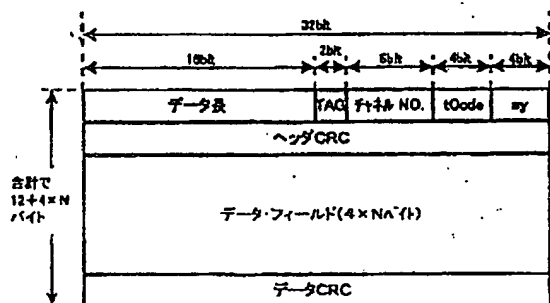 32bit
16bit 2bit 6bit 4bit 4bit
データ長 TAG チャネル NO. tCode sy
ヘッダCRC
合計で
12+4×N
バイト
データ・フィールド(4×Nバイト)
データCRC